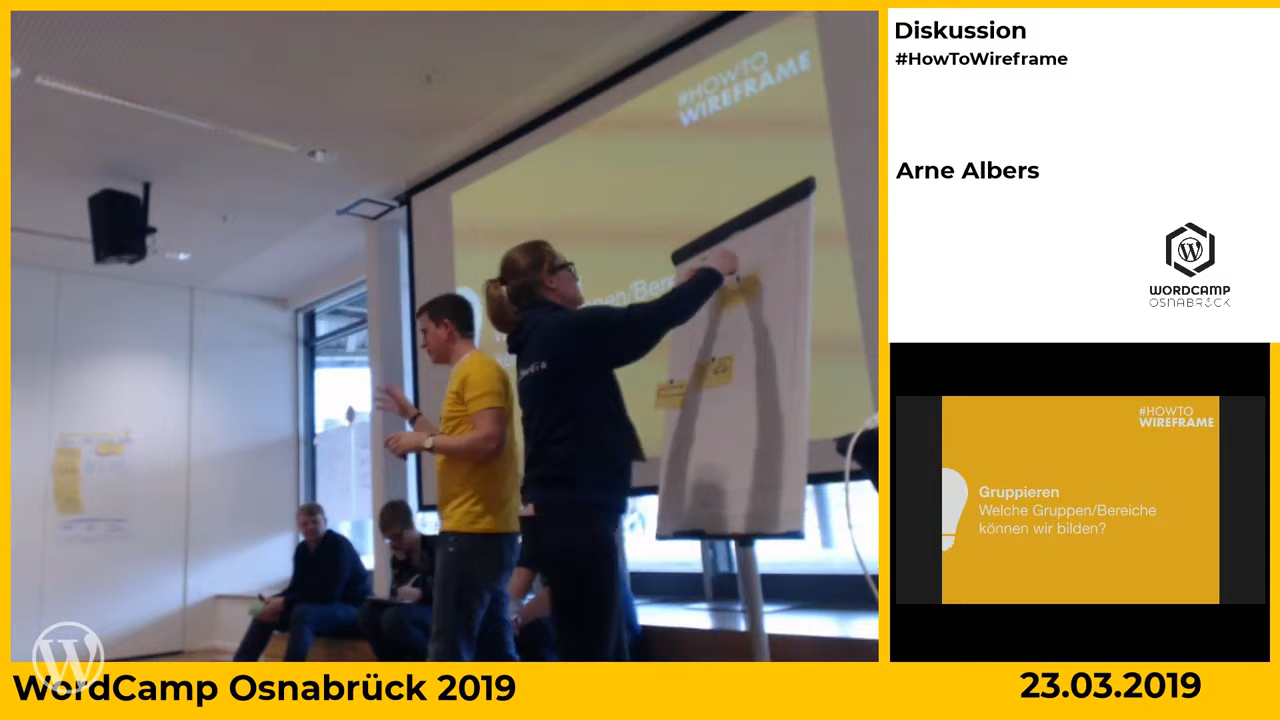 #HOWTO
WIREFRAME
Diskussion
#HowToWireframe
Arne Albers
WORDCAMP
OSNABRÜCK
#HOWTO
WIREFRAME
Gruppieren
Welche Gruppen/Bereiche
können wir bilden?
WordCamp Osnabrück 2019
23.03.2019